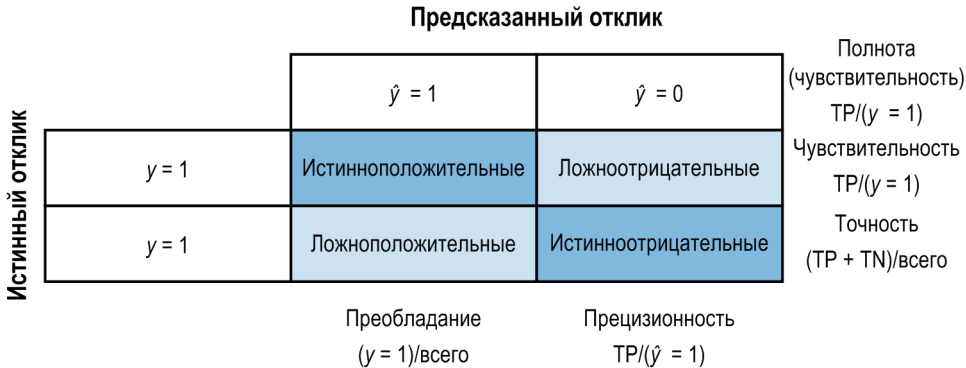 Предсказанный отклик
Полнота
(чувствительность)
TP/(y = 1)
ŷ = 1
ŷ = 0
Истинный отклик
y = 1
Истинноположительные
Ложноотрицательные
Чувствительность
TP/(y = 1)
y = 1
Ложноположительные
Истинноотрицательные
Точность
(TP + TN)/всего
Преобладание
(y = 1)/всего
Прецизионность
TP/(ŷ = 1)